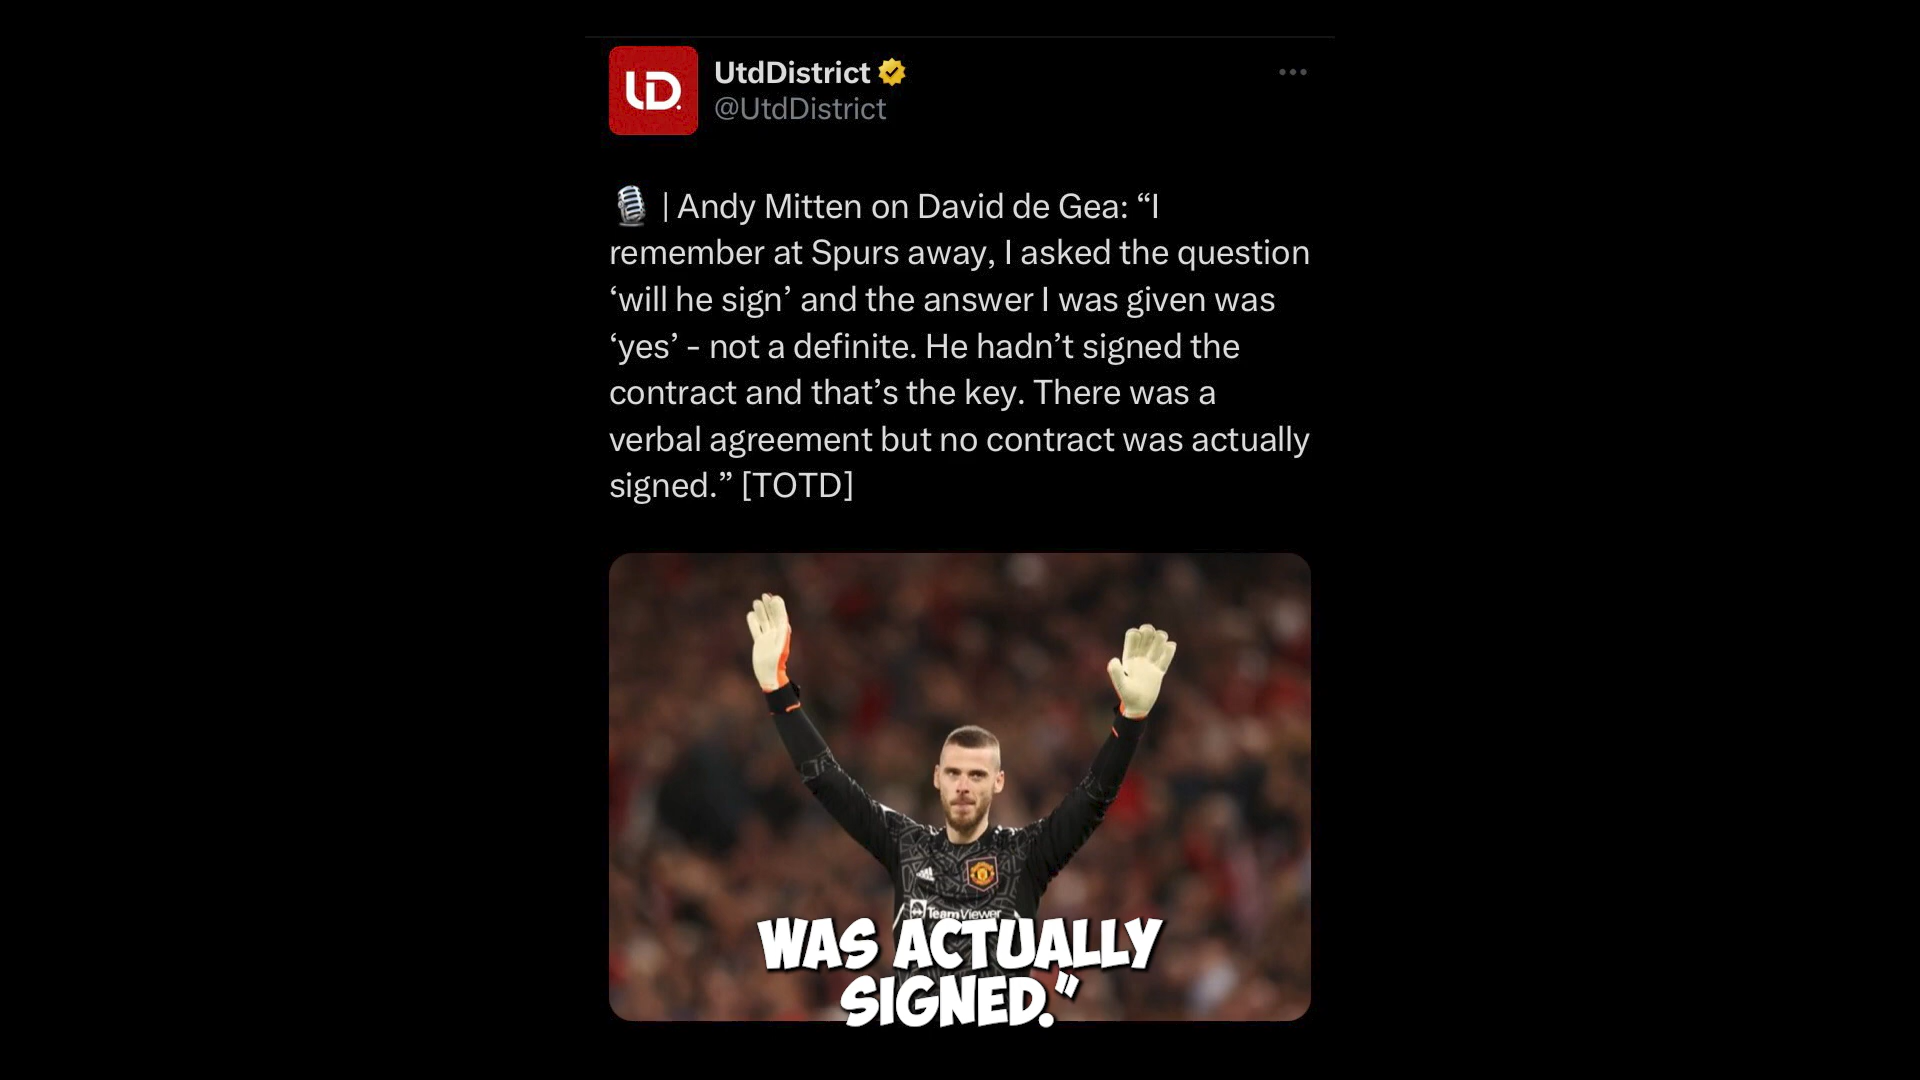 UtdDistrict
@UtdDistrict
| Andy Mitten on David de Gea: “I
remember at Spurs away, I asked the question
‘will he sign’ and the answer I was given was
‘yes’ - not a definite. He hadn’t signed the
contract and that’s the key. There was a
verbal agreement but no contract was actually
signed.” [TOTD]
TeamViewer
WAS ACTUALLY
SIGNED."